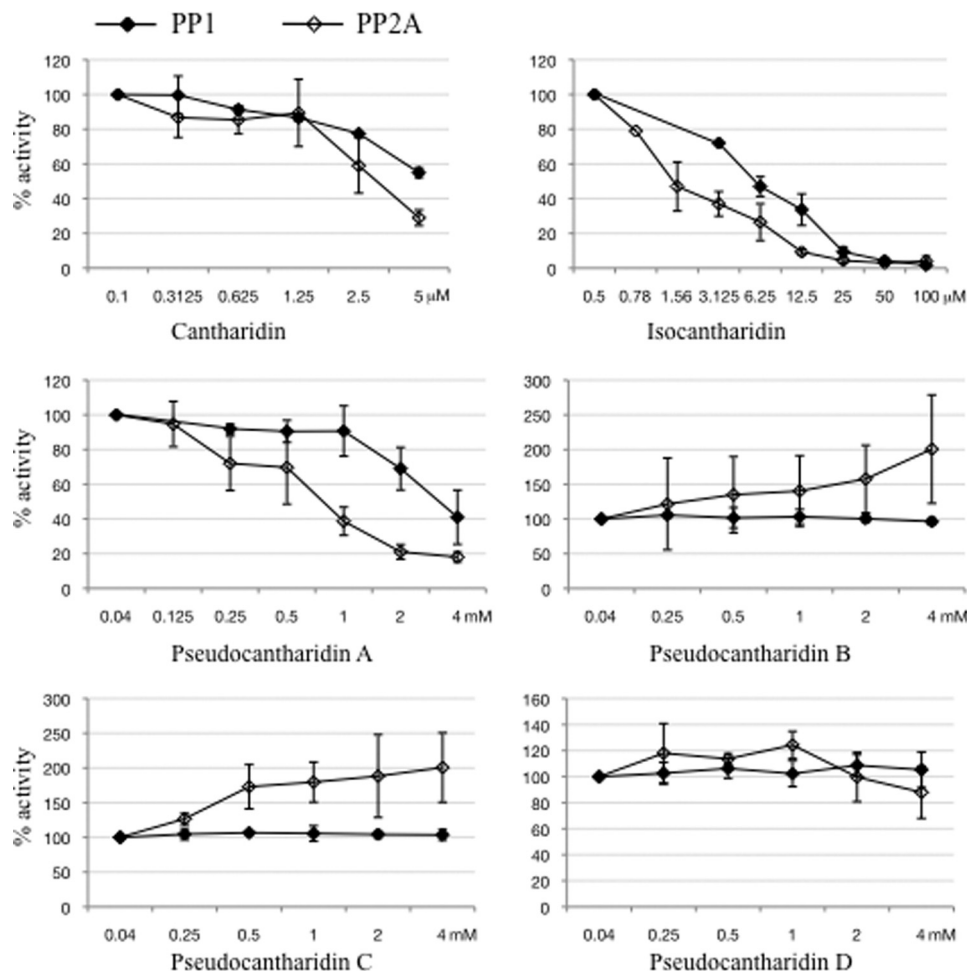 PP1 PP2A
% activity
120
100
80
60
40
20
0
0.1 0.3125 0.625 1.25 2.5 5 μM
Cantharidin
120
100
80
60
40
20
0
0.5 0.78 1.56 3.125 6.25 12.5 25 50 100 μM
Isocantharidin
% activity
120
100
80
60
40
20
0
0.04 0.125 0.25 0.5 1 2 4 mM
Pseudocantharidin A
300
250
200
150
100
50
0
0.04 0.25 0.5 1 2 4 mM
Pseudocantharidin B
% activity
300
250
200
150
100
50
0
0.04 0.25 0.5 1 2 4 mM
Pseudocantharidin C
160
140
120
100
80
60
40
20
0
0.04 0.25 0.5 1 2 4 mM
Pseudocantharidin D